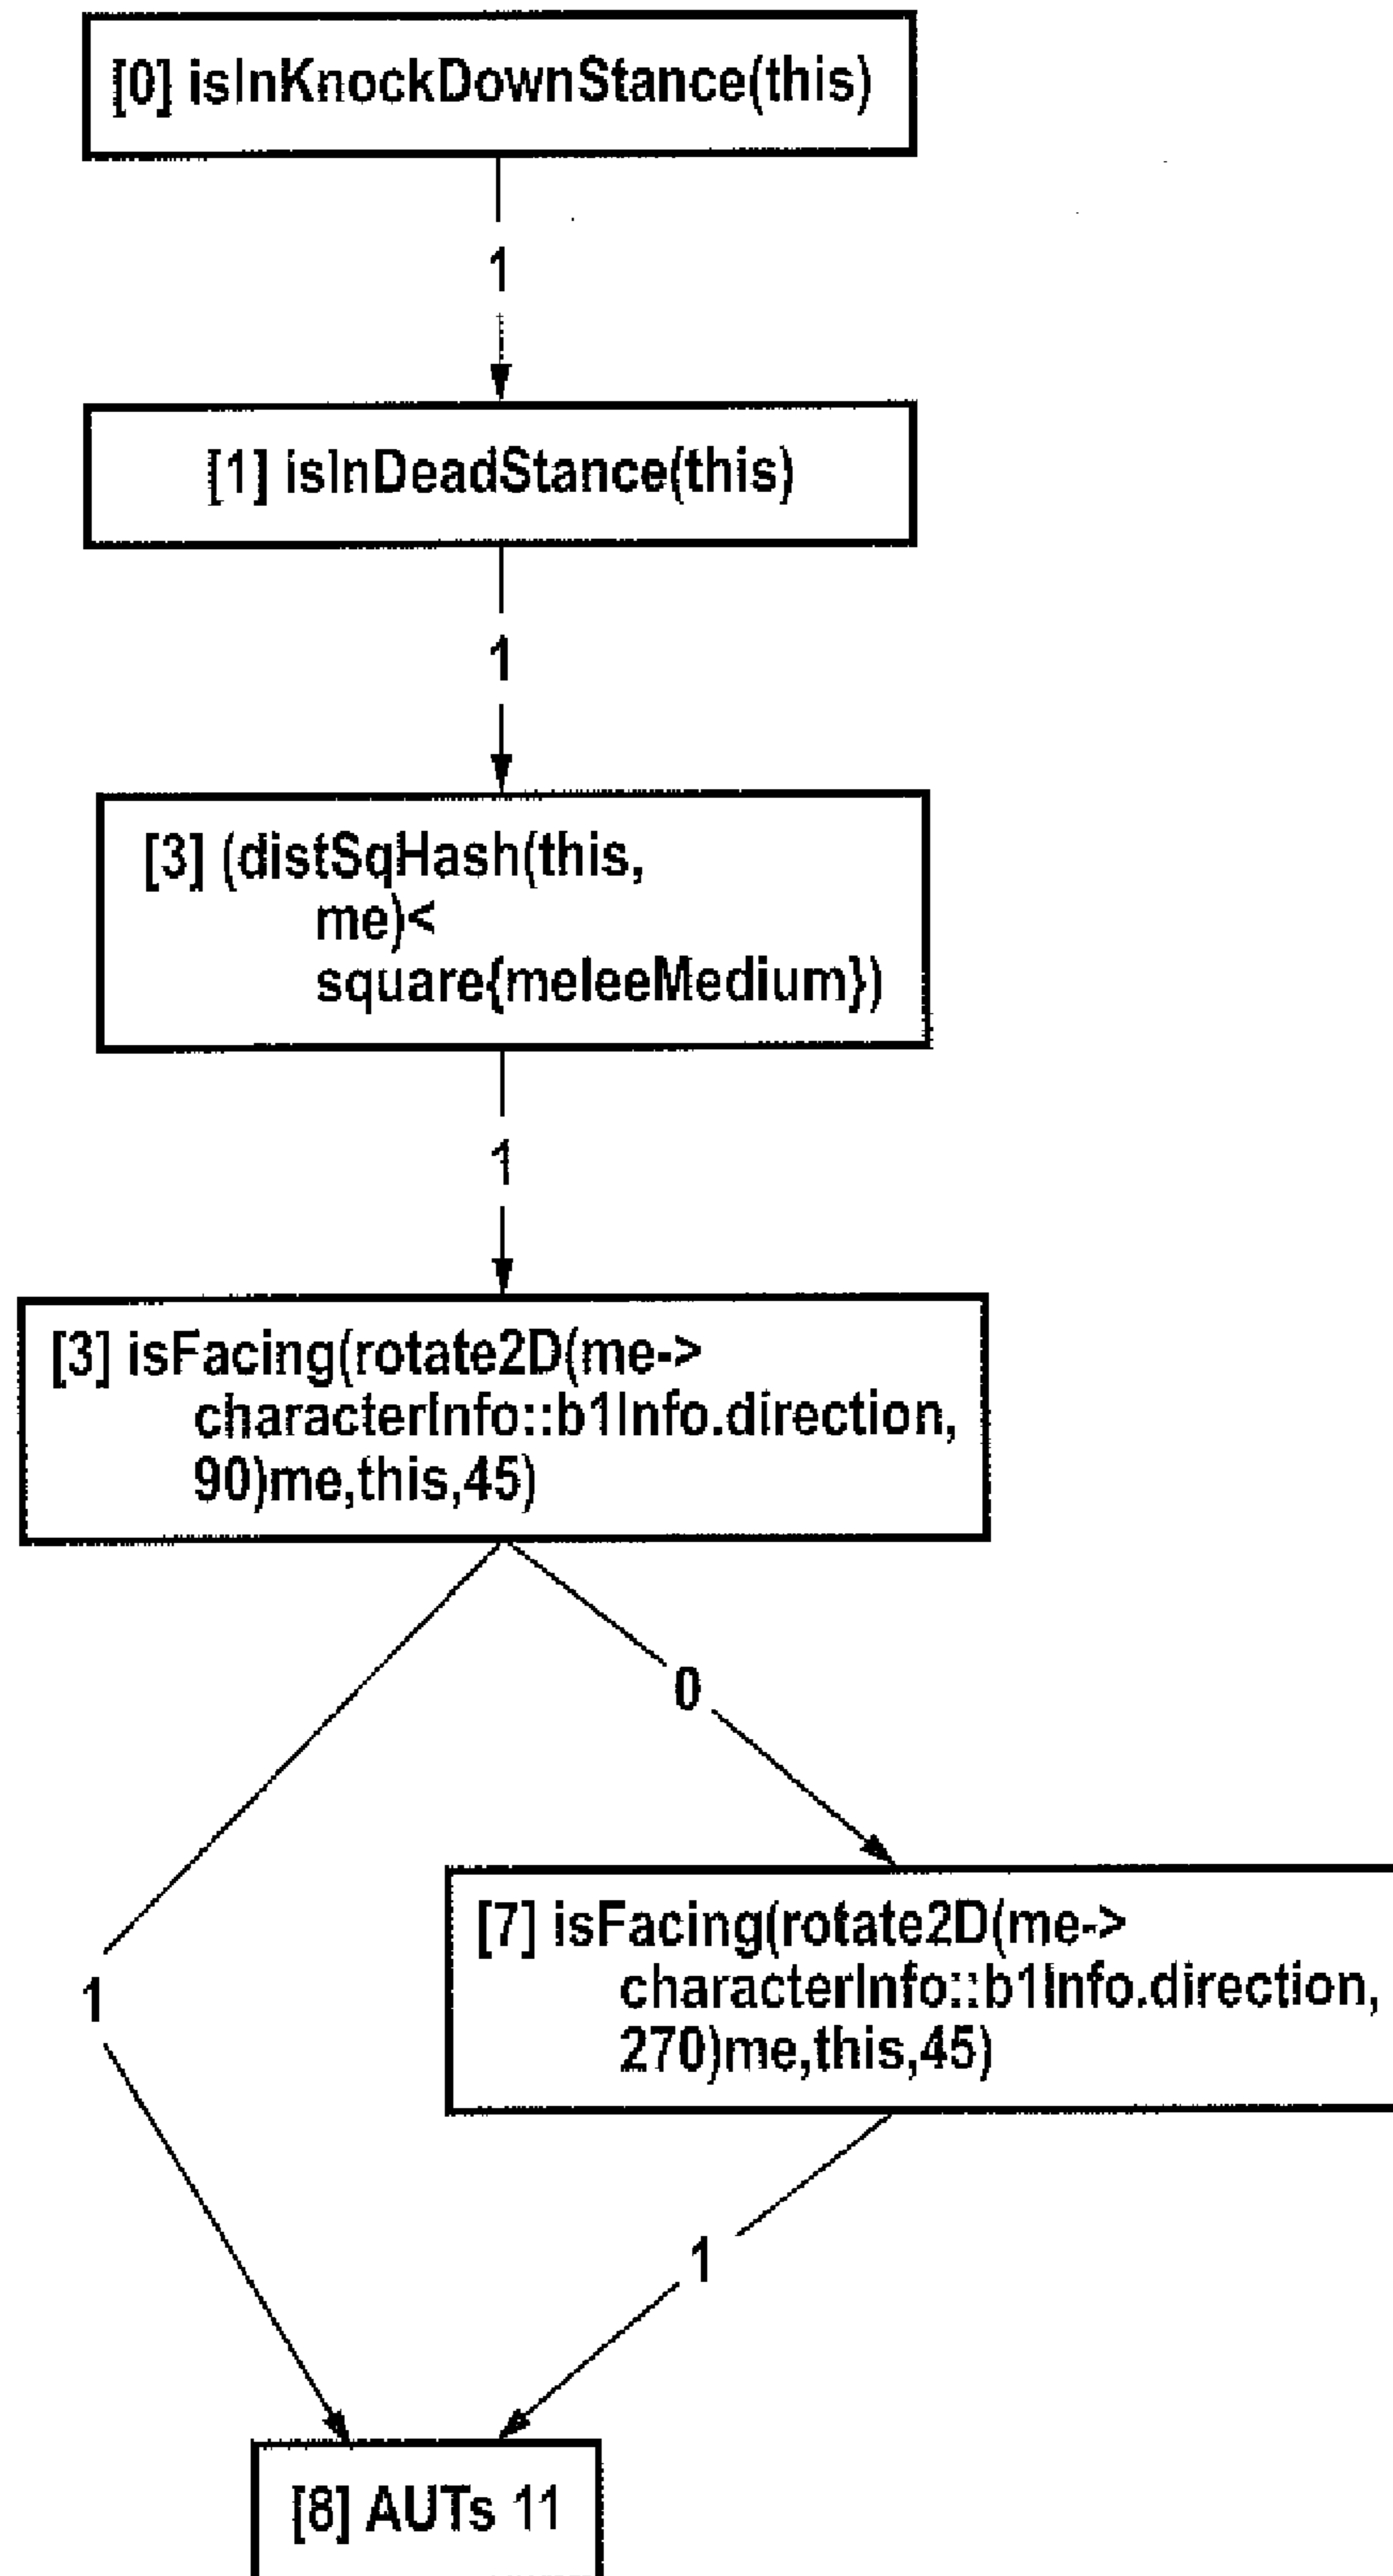 [0] isInKnockDownStance(this)
1
[1] isInDeadStance(this)
1
[3] (distSqHash(this,
me)<
square{meleeMedium})
1
[3] isFacing(rotate2D(me->
characterInfo::b1Info.direction,
90)me,this,45)
0
[7] isFacing(rotate2D(me->
characterInfo::b1Info.direction,
270)me,this,45)
1
1
[8] AUTs 11